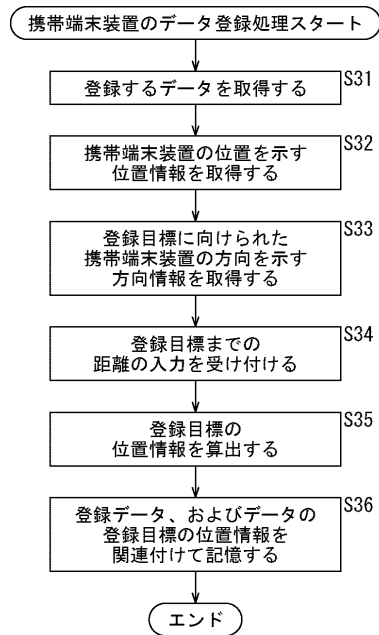 携帯端末装置のデータ登録処理スタート
S31
登録するデータを取得する
S32
携帯端末装置の位置を示す
位置情報を取得する
S33
登録目標に向けられた
携帯端末装置の方向を示す
方向情報を取得する
S34
登録目標までの
距離の入力を受け付ける
S35
登録目標の
位置情報を算出する
S36
登録データ、およびデータの
登録目標の位置情報を
関連付けて記憶する
エンド